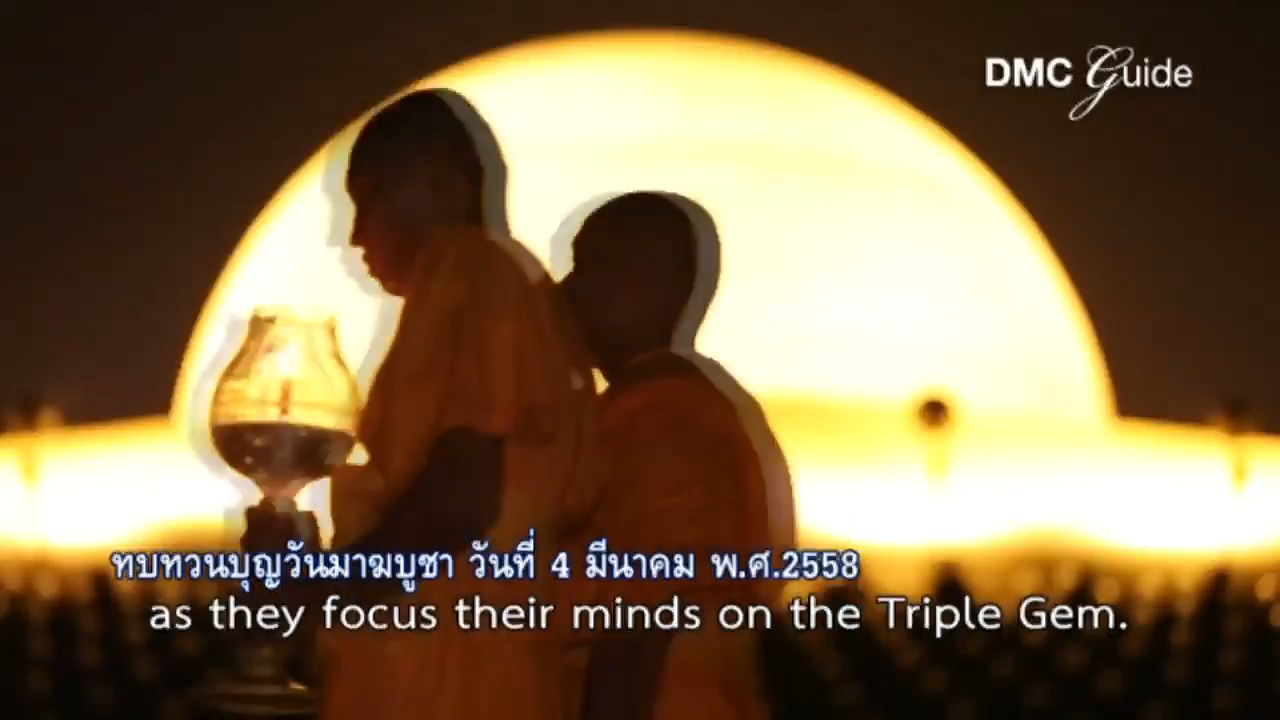 DMC Guide
ทบทวนบุญวันมาฆบูชา วันที่ 4 มีนาคม พ.ศ.2558
as they focus their minds on the Triple Gem.